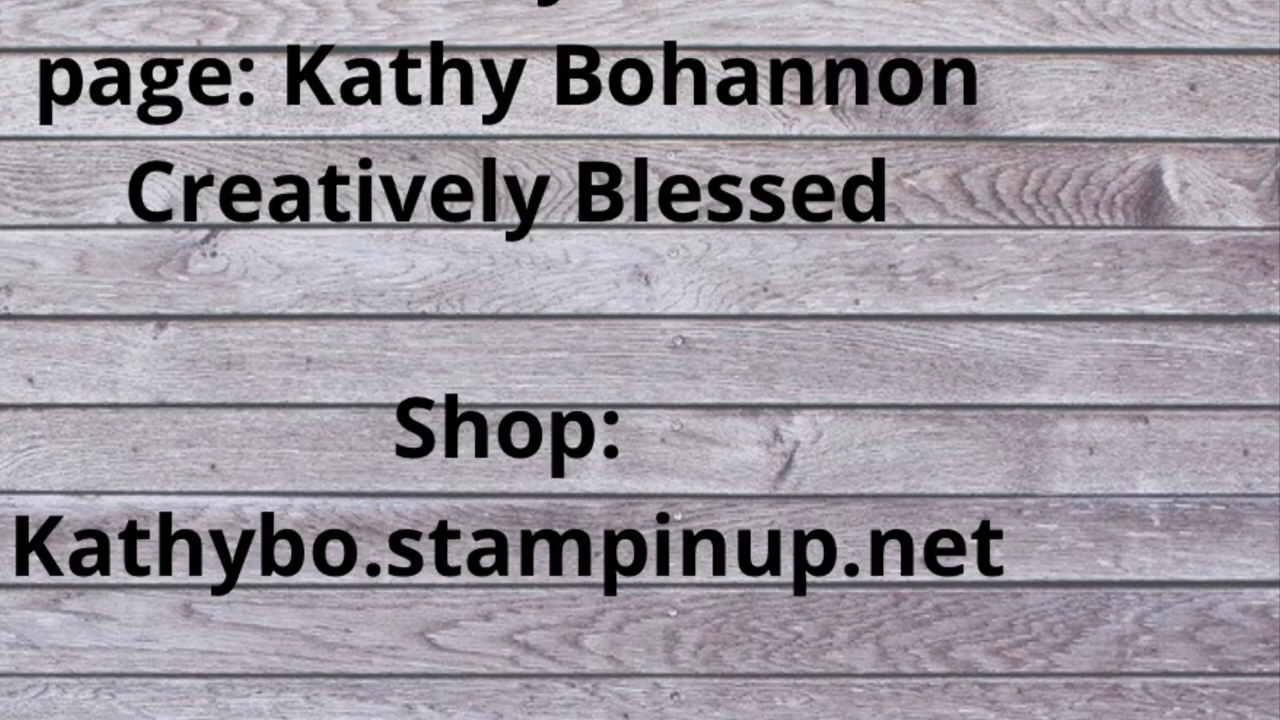 page: Kathy Bohannon
Creatively Blessed
Shop:
Kathybo.stampinup.net